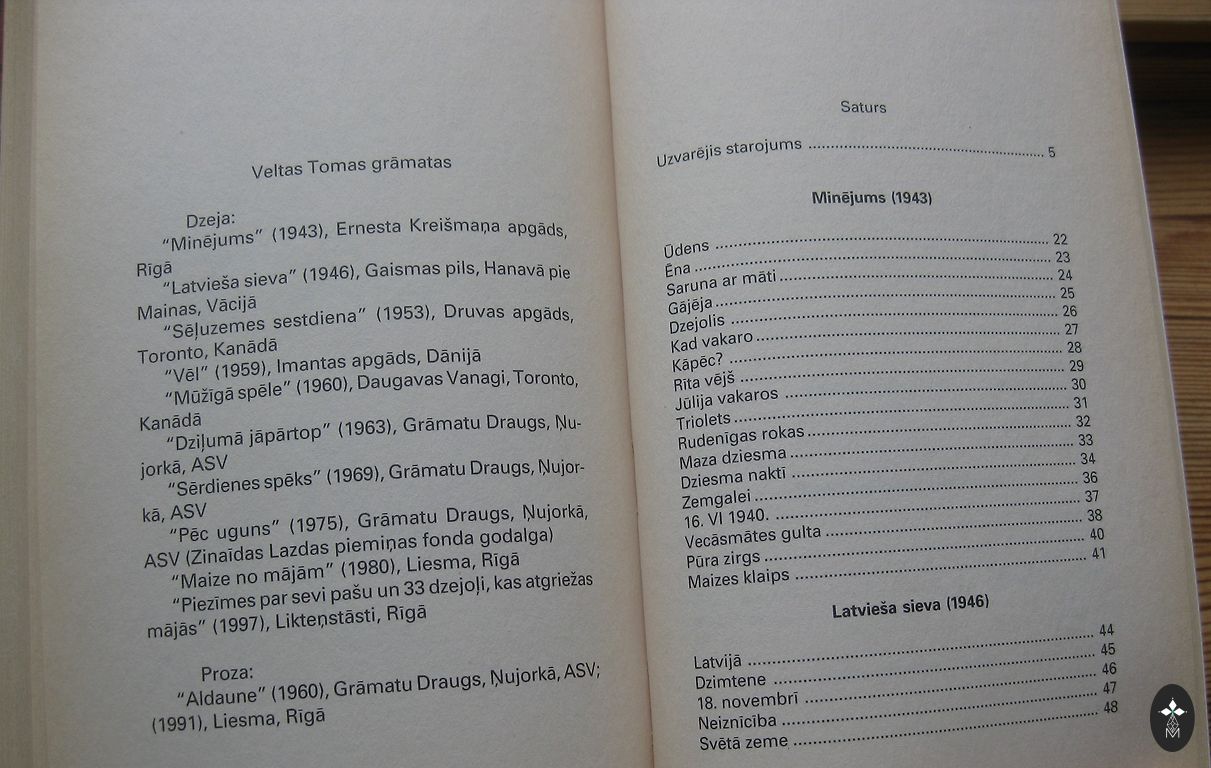 Veltas Tomas grāmatas
Dzeja:
“Minējums” (1943), Ernesta Kreišmaņa apgāds,
Rīgā
“Latvieša sieva” (1946), Gaismas pils, Hanavā pie
Mainas, Vācijā
“Sēļuzemes sestdiena” (1953), Druvas apgāds,
Toronto, Kanādā
“Vēl” (1959), Imantas apgāds, Dānijā
“Mūžīgā spēle” (1960), Daugavas Vanagi, Toronto,
Kanādā
“Dziļumā jāpārtop” (1963), Grāmatu Draugs, Ņu-
jorkā, ASV
“Sērdienes spēks” (1969), Grāmatu Draugs, Ņujor-
kā, ASV
“Pēc uguns” (1975), Grāmatu Draugs, Ņujorkā,
ASV (Zinaīdas Lazdas piemiņas fonda godalga)
“Maize no mājām” (1980), Liesma, Rīgā
“Piezīmes par sevi pašu un 33 dzejoļi, kas atgriežas
mājās” (1997), Likteņstāsti, Rīgā
Proza:
“Aldaune” (1960), Grāmatu Draugs, Ņujorkā, ASV;
(1991), Liesma, Rīgā
Saturs
Uzvarējis starojums ........ 5
Minējums (1943)
Ūdens ........ 22
Ēna ........ 23
Saruna ar māti ........ 24
Gājēja ........ 25
Dzejolis ........ 26
Kad vakaro ........ 27
Kāpēc? ........ 28
Rīta vējš ........ 29
Jūlija vakaros ........ 30
Triolets ........ 31
Rudenīgas rokas ........ 32
Maza dziesma ........ 33
Dziesma naktī ........ 34
Zemgalei ........ 36
16. VI 1940. ........ 37
Vecāsmātes gulta ........ 38
Pūra zirgs ........ 40
Maizes klaips ........ 41
Latvieša sieva (1946)
Latvijā ........ 44
Dzimtene ........ 45
18. novembrī ........ 46
Neiznīcība ........ 47
Svētā zeme ........ 48
M